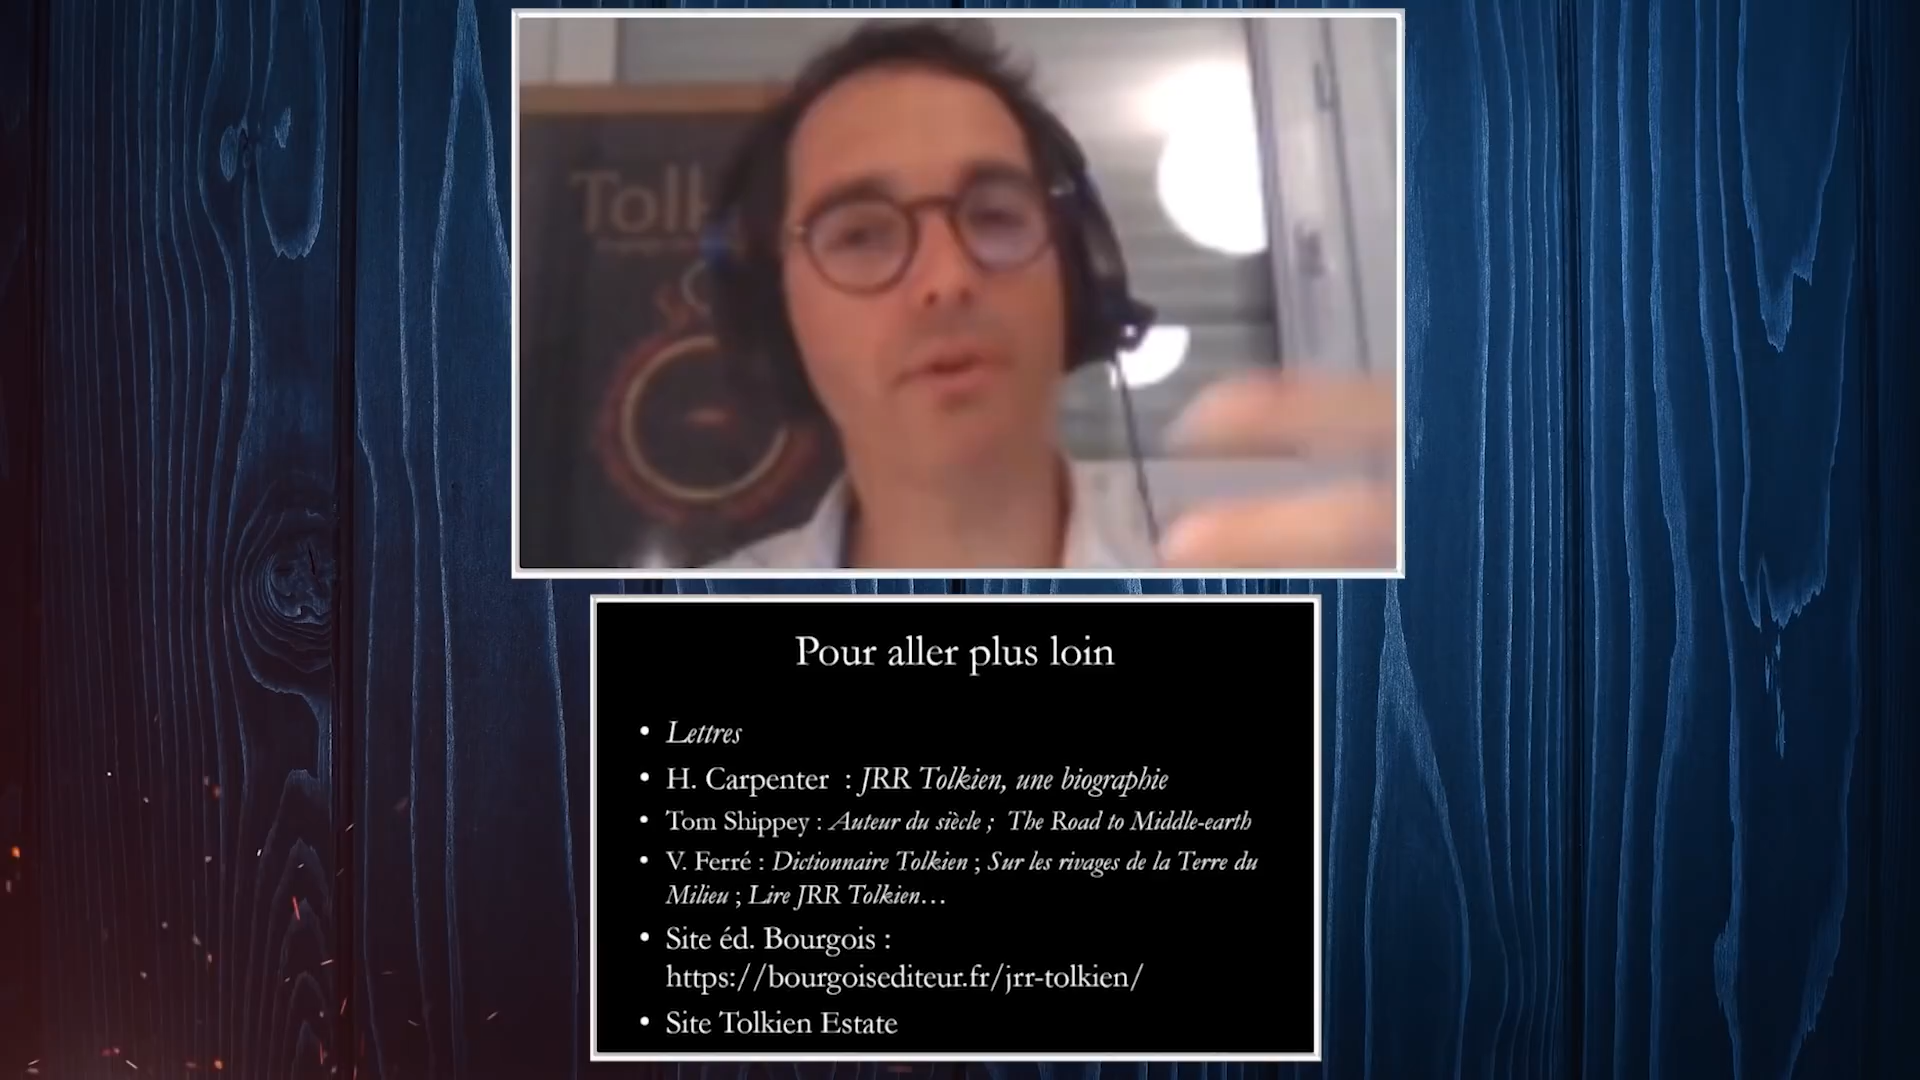 Tolk
Pour aller plus loin
• Lettres
• H. Carpenter : JRR Tolkien, une biographie
• Tom Shippey : Auteur du siècle ; The Road to Middle-earth
• V. Ferré : Dictionnaire Tolkien ; Sur les rivages de la Terre du
Milieu ; Lire JRR Tolkien…
• Site éd. Bourgois :
https://bourgoisediteur.fr/jrr-tolkien/
• Site Tolkien Estate